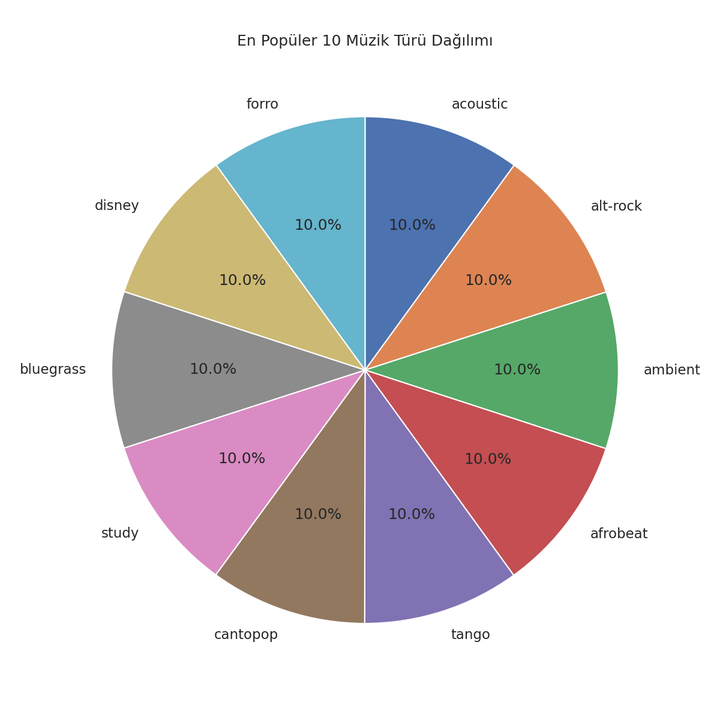 En Popüler 10 Müzik Türü Dağılımı
forro
acoustic
disney
alt-rock
bluegrass
ambient
study
afrobeat
cantopop
tango
10.0%
10.0%
10.0%
10.0%
10.0%
10.0%
10.0%
10.0%
10.0%
10.0%